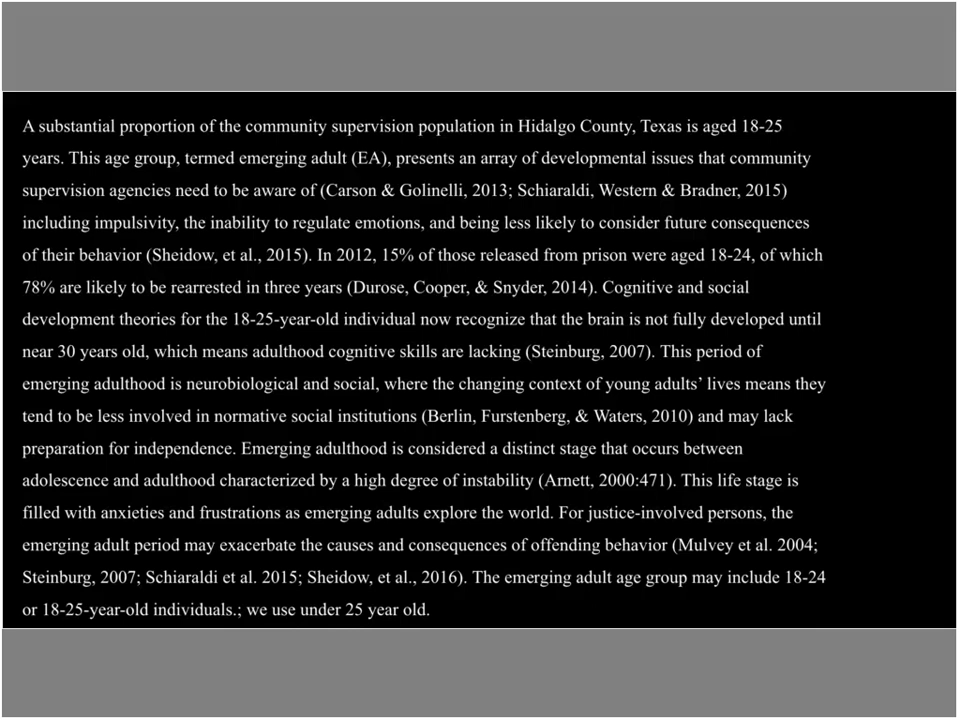 A substantial proportion of the community supervision population in Hidalgo County, Texas is aged 18-25
years. This age group, termed emerging adult (EA), presents an array of developmental issues that community
supervision agencies need to be aware of (Carson & Golinelli, 2013; Schiaraldi, Western & Bradner, 2015)
including impulsivity, the inability to regulate emotions, and being less likely to consider future consequences
of their behavior (Sheidow, et al., 2015). In 2012, 15% of those released from prison were aged 18-24, of which
78% are likely to be rearrested in three years (Durose, Cooper, & Snyder, 2014). Cognitive and social
development theories for the 18-25-year-old individual now recognize that the brain is not fully developed until
near 30 years old, which means adulthood cognitive skills are lacking (Steinburg, 2007). This period of
emerging adulthood is neurobiological and social, where the changing context of young adults’ lives means they
tend to be less involved in normative social institutions (Berlin, Furstenberg, & Waters, 2010) and may lack
preparation for independence. Emerging adulthood is considered a distinct stage that occurs between
adolescence and adulthood characterized by a high degree of instability (Arnett, 2000:471). This life stage is
filled with anxieties and frustrations as emerging adults explore the world. For justice-involved persons, the
emerging adult period may exacerbate the causes and consequences of offending behavior (Mulvey et al. 2004;
Steinburg, 2007; Schiaraldi et al. 2015; Sheidow, et al., 2016). The emerging adult age group may include 18-24
or 18-25-year-old individuals.; we use under 25 year old.